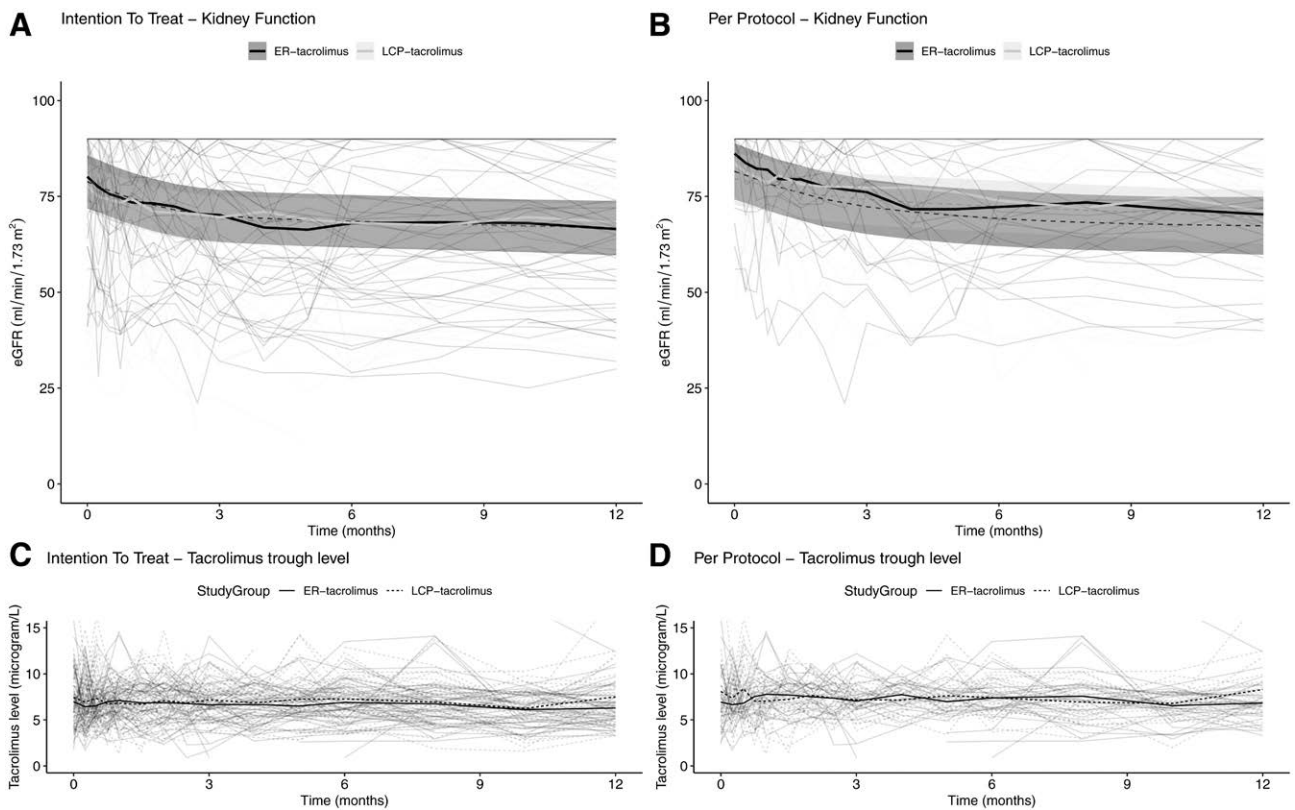 A Intention To Treat – Kidney Function
ER−tacrolimus LCP−tacrolimus
eGFR (ml/min/1.73 m²)
100
75
50
25
0
0 3 6 9 12
Time (months)
B Per Protocol – Kidney Function
ER−tacrolimus LCP−tacrolimus
eGFR (ml/min/1.73 m²)
100
75
50
25
0
0 3 6 9 12
Time (months)
C Intention To Treat – Tacrolimus trough level
StudyGroup ER−tacrolimus LCP−tacrolimus
Tacrolimus level (microgram/L)
15
10
5
0
0 3 6 9 12
Time (months)
D Per Protocol – Tacrolimus trough level
StudyGroup ER−tacrolimus LCP−tacrolimus
Tacrolimus level (microgram/L)
15
10
5
0
0 3 6 9 12
Time (months)